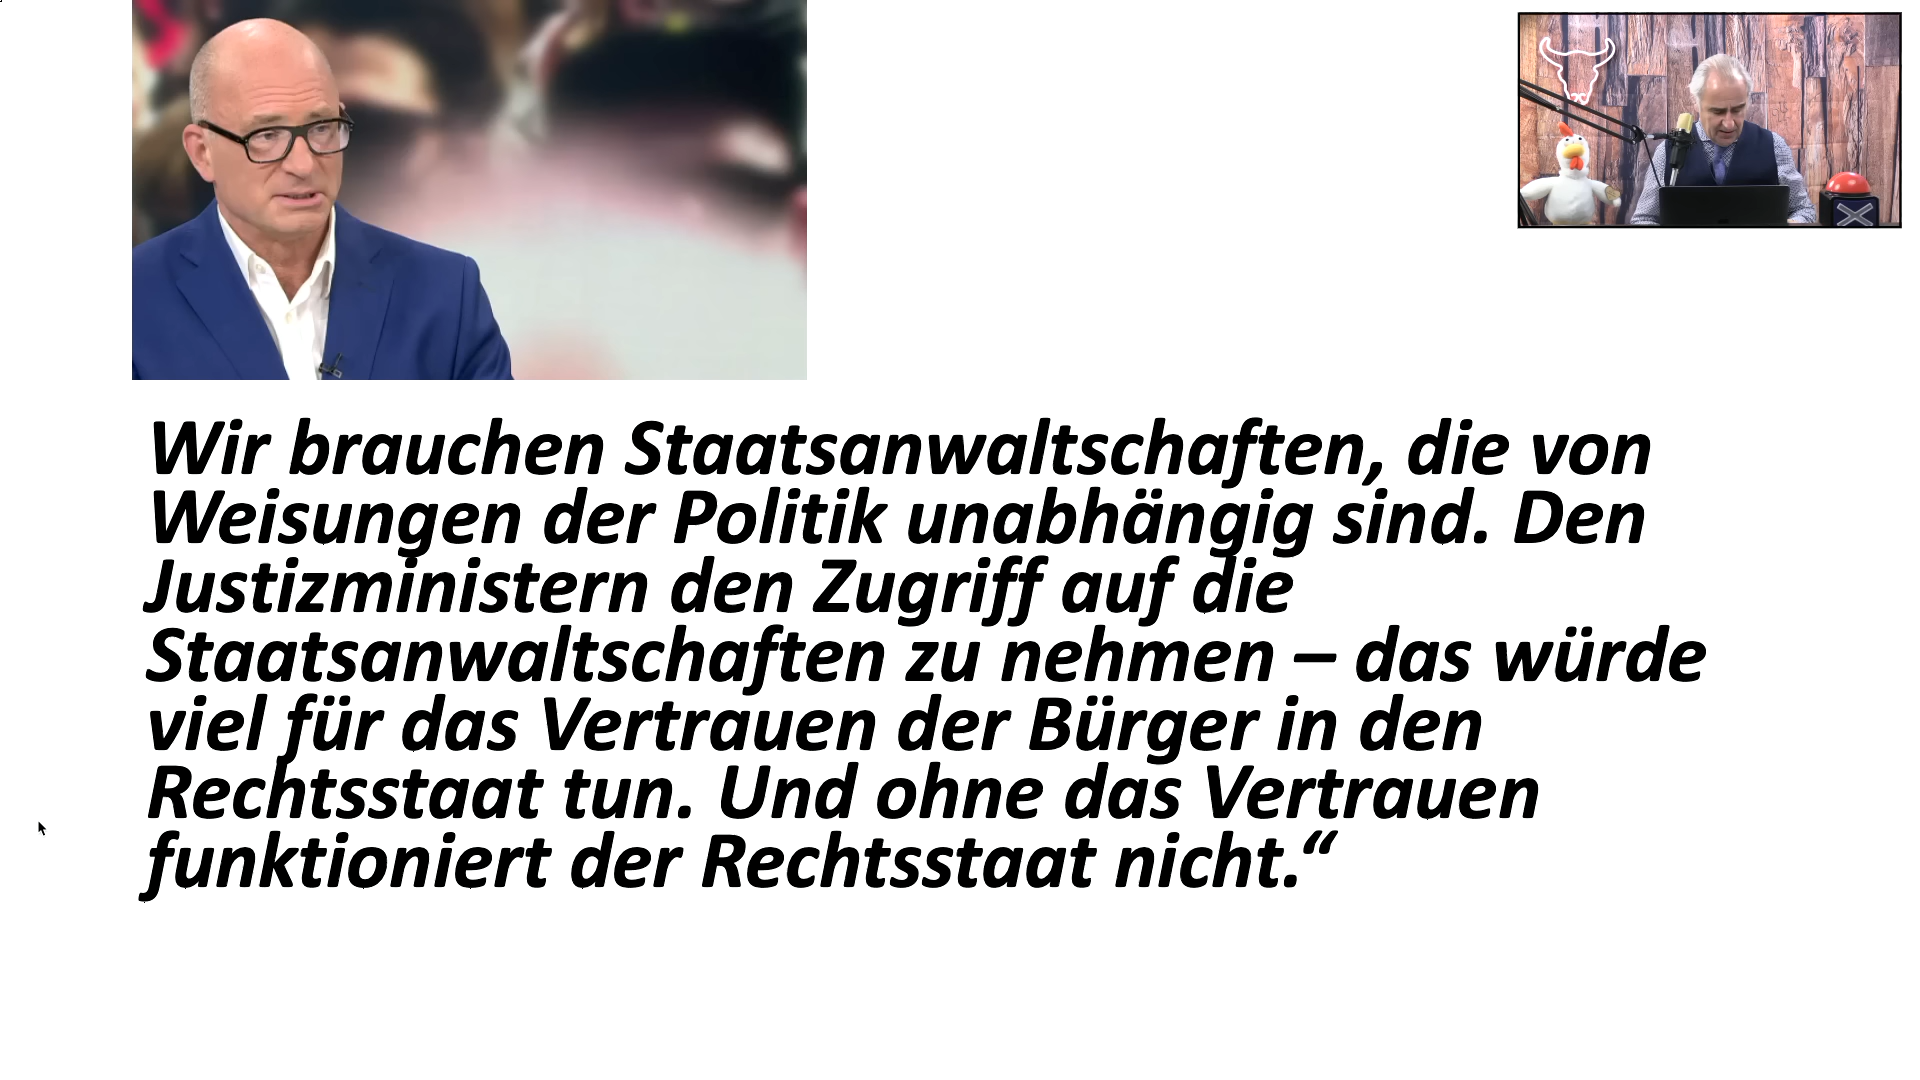 Wir brauchen Staatsanwaltschaften, die von
Weisungen der Politik unabhängig sind. Den
Justizministern den Zugriff auf die
Staatsanwaltschaften zu nehmen – das würde
viel für das Vertrauen der Bürger in den
Rechtsstaat tun. Und ohne das Vertrauen
funktioniert der Rechtsstaat nicht.“